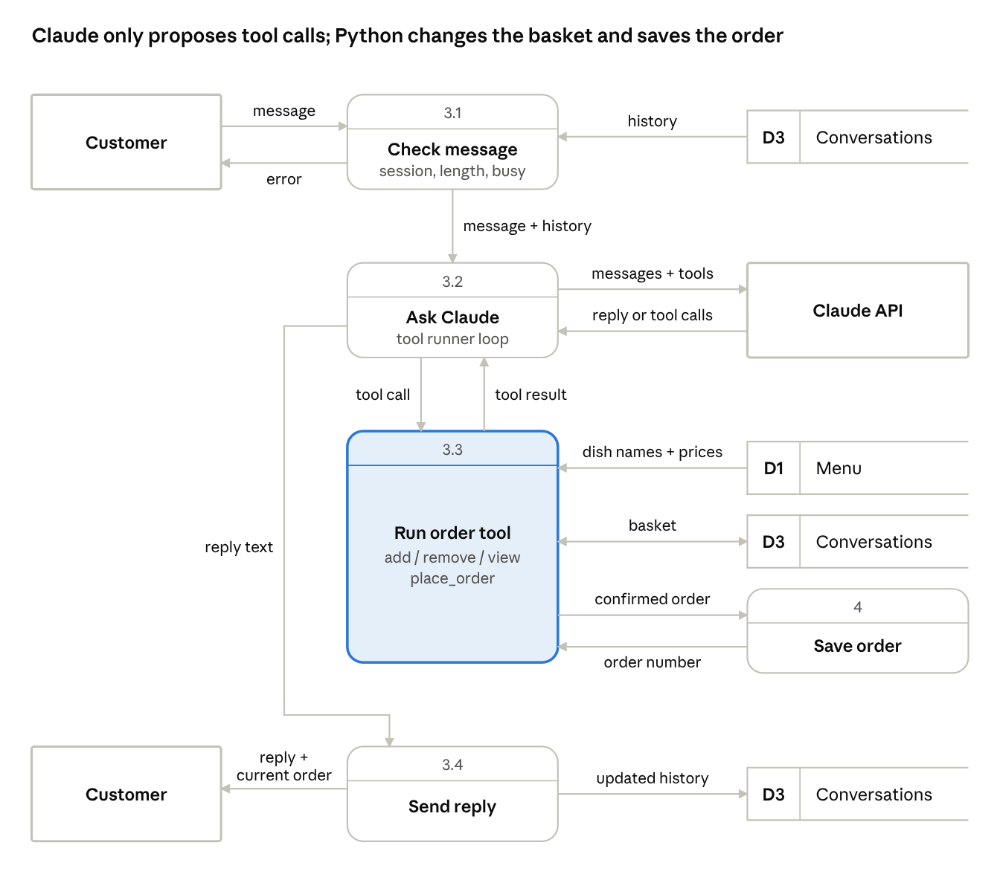 Claude only proposes tool calls; Python changes the basket and saves the order
Customer
message
error
3.1
Check message
session, length, busy
history
D3
Conversations
message + history
3.2
Ask Claude
tool runner loop
messages + tools
reply or tool calls
Claude API
tool call
tool result
3.3
Run order tool
add / remove / view
place_order
dish names + prices
D1
Menu
basket
D3
Conversations
confirmed order
order number
4
Save order
reply text
Customer
reply +
current order
3.4
Send reply
updated history
D3
Conversations